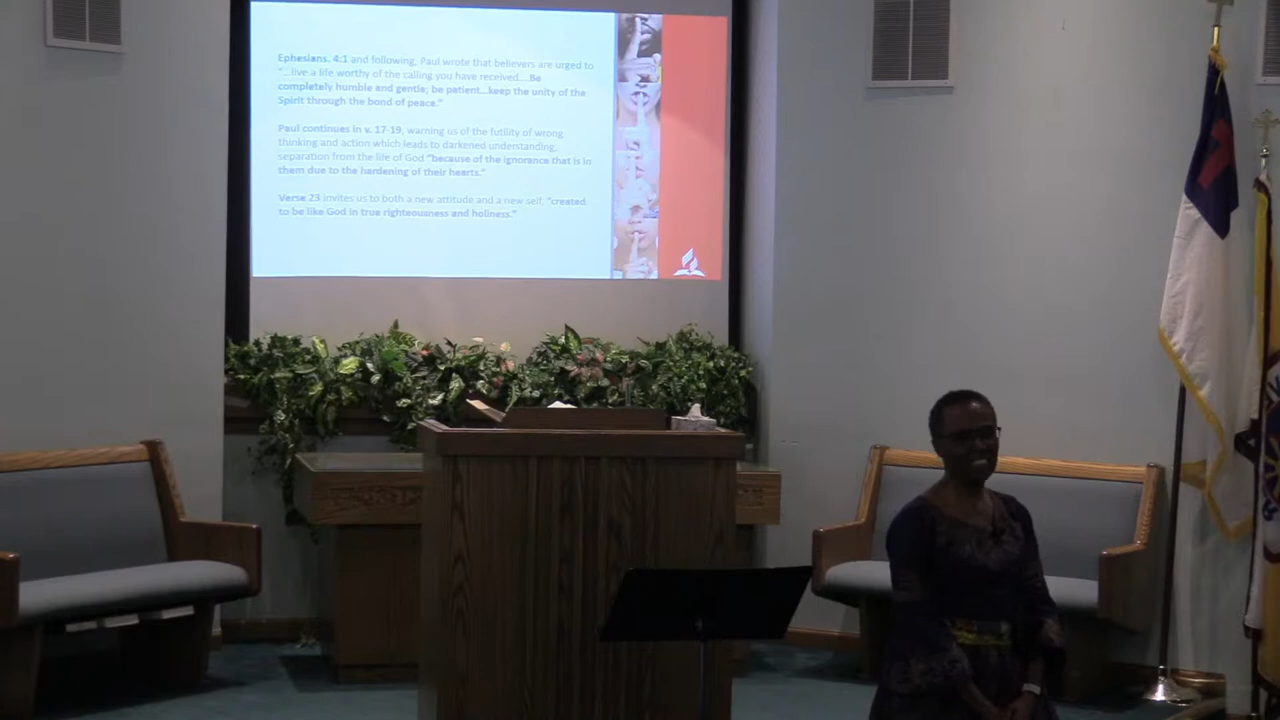 Ephesians. 4:1 and following, Paul wrote that believers are urged to
"...live a life worthy of the calling you have received....Be
completely humble and gentle; be patient...keep the unity of the
Spirit through the bond of peace."
Paul continues in v. 17-19, warning us of the futility of wrong
thinking and action which leads to darkened understanding,
separation from the life of God "because of the ignorance that is in
them due to the hardening of their hearts."
Verse 23 invites us to both a new attitude and a new self, "created
to be like God in true righteousness and holiness."